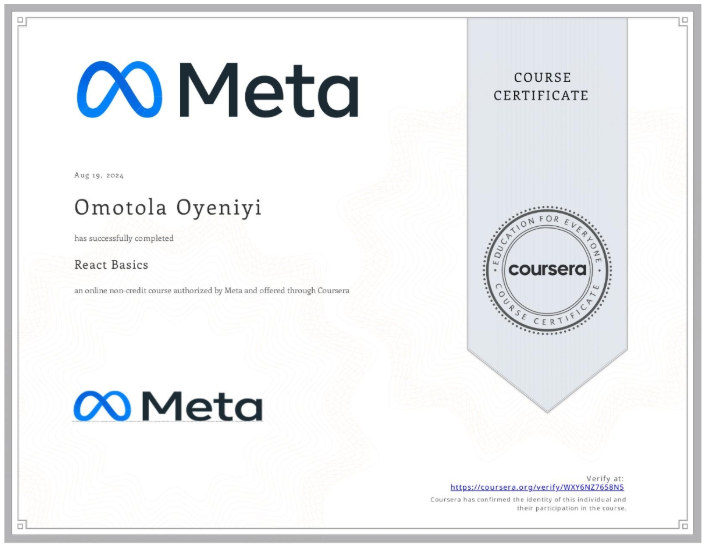 Meta
COURSE
CERTIFICATE
Aug 19, 2024
Omotola Oyeniyi
has successfully completed
React Basics
an online non-credit course authorized by Meta and offered through Coursera
EDUCATION FOR EVERYONE
coursera
COURSE CERTIFICATE
Meta
Verify at:
https://coursera.org/verify/WXY6NZ7658N5
Coursera has confirmed the identity of this individual and
their participation in the course.